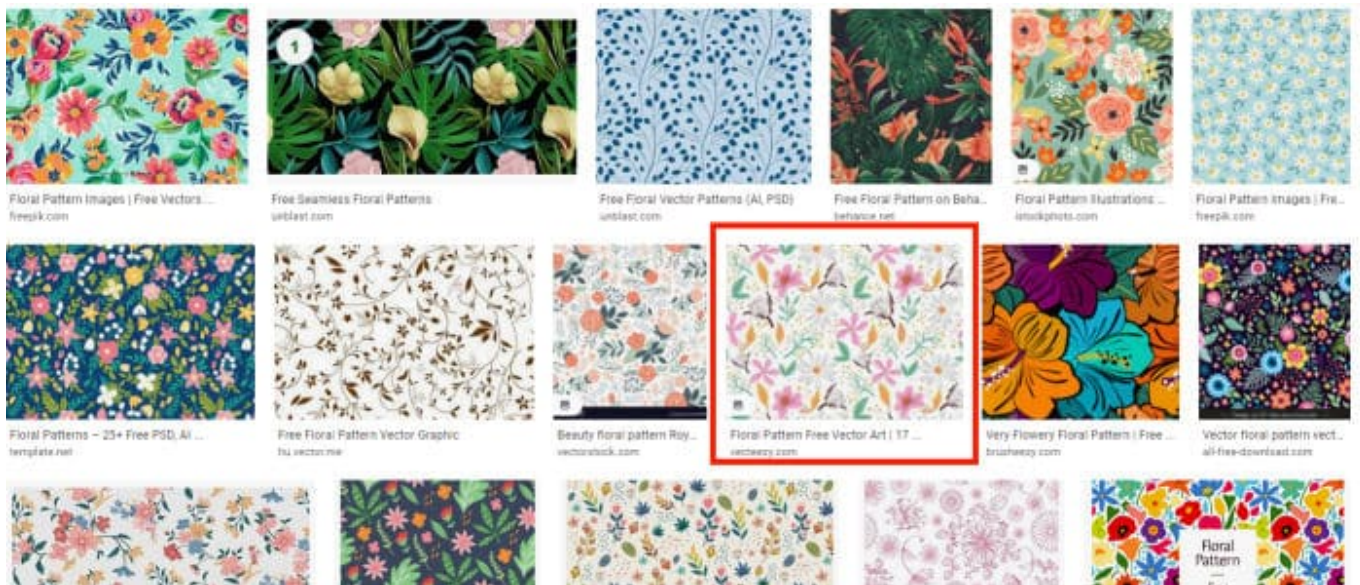 1
Floral Pattern Images | Free Vectors ...
freepik.com
Free Seamless Floral Patterns
unblast.com
Free Floral Vector Patterns (AI, PSD)
unblast.com
Free Floral Pattern on Beha...
behance.net
Floral Pattern Illustrations ...
istockphoto.com
Floral Pattern Images | Fre...
freepik.com
Floral Patterns – 25+ Free PSD, AI ...
template.net
Free Floral Pattern Vector Graphic
hu.vector.me
Beauty floral pattern Roy...
vectorstock.com
Floral Pattern Free Vector Art | 17 ...
vecteezy.com
Very Flowery Floral Pattern | Free ...
brusheezy.com
Vector floral pattern vect...
all-free-download.com
Floral
Pattern